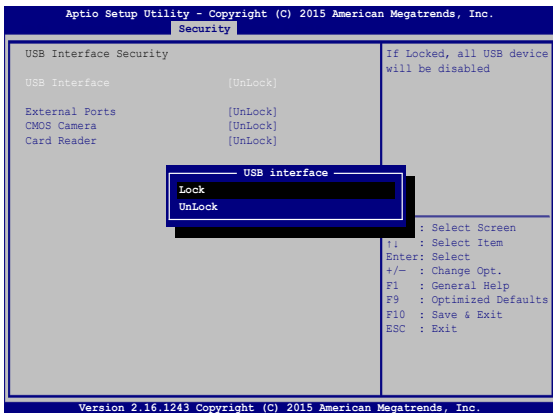 Aptio Setup Utility - Copyright (C) 2015 American Megatrends, Inc.
Security
USB Interface Security
USB Interface [UnLock]
External Ports [UnLock]
CMOS Camera [UnLock]
Card Reader [UnLock]
USB interface
Lock
UnLock
If Locked, all USB device
will be disabled
: Select Screen
↑↓ : Select Item
Enter: Select
+/— : Change Opt.
F1 : General Help
F9 : Optimized Defaults
F10 : Save & Exit
ESC : Exit
Version 2.16.1243 Copyright (C) 2015 American Megatrends, Inc.